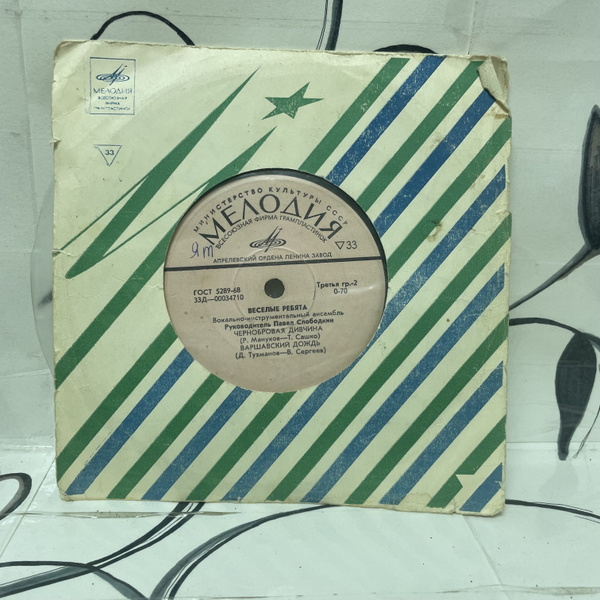 МЕЛОДИЯ
ВСЕСОЮЗНАЯ
ФИРМА
ГРАМПЛАСТИНОК
33
МИНИСТЕРСТВО КУЛЬТУРЫ СССР
МЕЛОДИЯ
ВСЕСОЮЗНАЯ ФИРМА ГРАМПЛАСТИНОК
33
АПРЕЛЕВСКИЙ ОРДЕНА ЛЕНИНА ЗАВОД
ГОСТ 5289-68
33Д—00034710
Третья гр.-2
0-70
ВЕСЕЛЫЕ РЕБЯТА
Вокально-инструментальный ансамбль
Руководитель Павел Слободкин
ЧЕРНОБРОВАЯ ДИВЧИНА
(Р. Мануков—Т. Сашко)
ВАРШАВСКИЙ ДОЖДЬ
(Д. Тухманов—В. Сергеев)